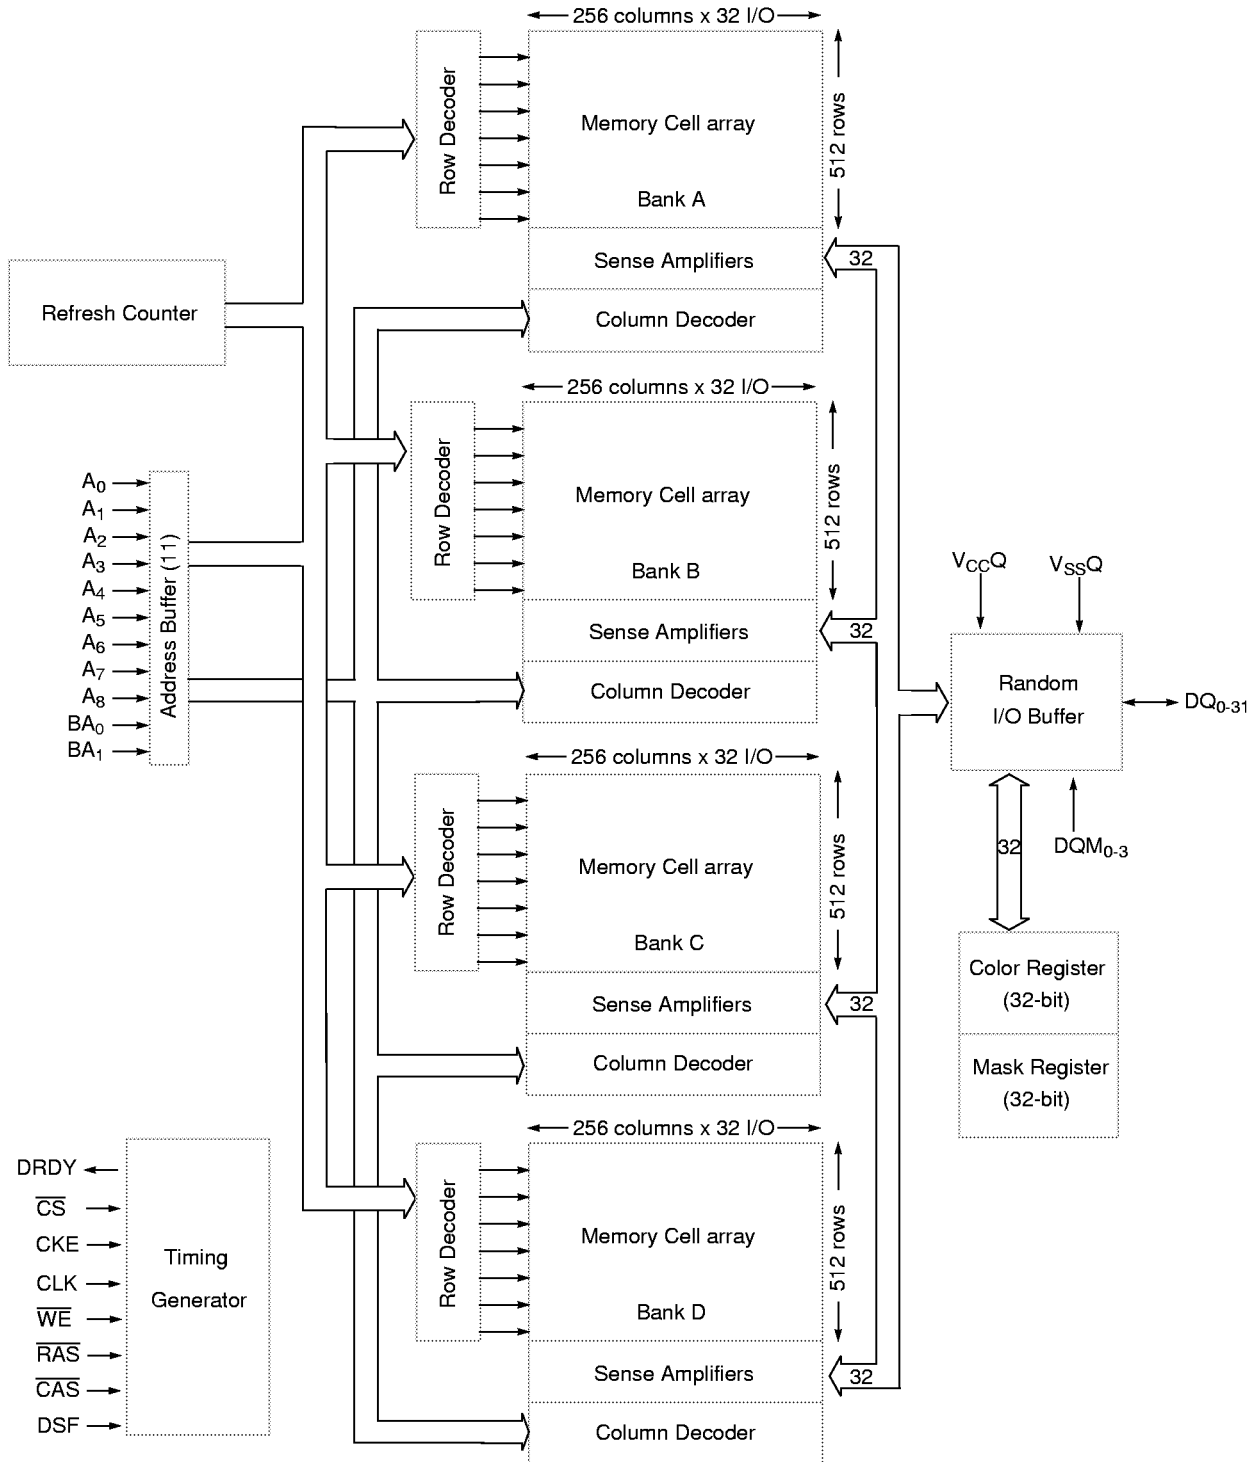 256 columns x 32 I/O
Row Decoder
Memory Cell array
Bank A
512 rows
Sense Amplifiers
32
Column Decoder
Refresh Counter
256 columns x 32 I/O
Row Decoder
Memory Cell array
Bank B
512 rows
Sense Amplifiers
32
Column Decoder
A0
A1
A2
A3
A4
A5
A6
A7
A8
BA0
BA1
Address Buffer (11)
VCCQ
VSSQ
Random
I/O Buffer
DQ0-31
32
DQM0-3
Color Register
(32-bit)
Mask Register
(32-bit)
256 columns x 32 I/O
Row Decoder
Memory Cell array
Bank C
512 rows
Sense Amplifiers
32
Column Decoder
256 columns x 32 I/O
Row Decoder
Memory Cell array
Bank D
512 rows
Sense Amplifiers
32
Column Decoder
DRDY
C̅S̅
CKE
CLK
W̅E̅
R̅A̅S̅
C̅A̅S̅
DSF
Timing
Generator